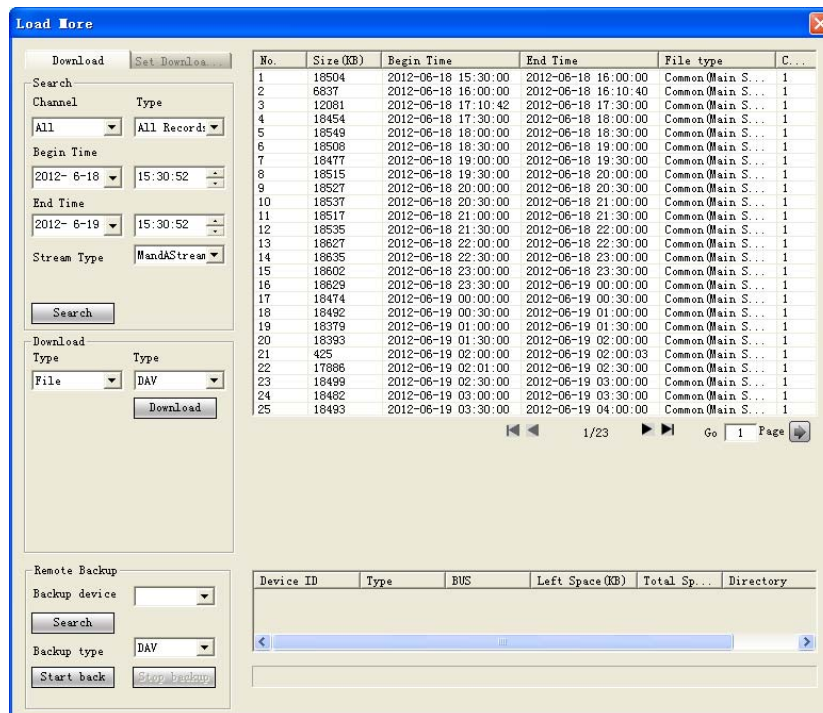 Load More
Download Set Downloa...
Search
Channel Type
All All Records
Begin Time
2012- 6-18 15:30:52
End Time
2012- 6-19 15:30:52
Stream Type MandAStream
Search
Download
Type Type
File DAV
Download
No. Size(KB) Begin Time End Time File type C...
1 18504 2012-06-18 15:30:00 2012-06-18 16:00:00 Common(Main S... 1
2 6837 2012-06-18 16:00:00 2012-06-18 16:10:40 Common(Main S... 1
3 12081 2012-06-18 17:10:42 2012-06-18 17:30:00 Common(Main S... 1
4 18454 2012-06-18 17:30:00 2012-06-18 18:00:00 Common(Main S... 1
5 18549 2012-06-18 18:00:00 2012-06-18 18:30:00 Common(Main S... 1
6 18508 2012-06-18 18:30:00 2012-06-18 19:00:00 Common(Main S... 1
7 18477 2012-06-18 19:00:00 2012-06-18 19:30:00 Common(Main S... 1
8 18515 2012-06-18 19:30:00 2012-06-18 20:00:00 Common(Main S... 1
9 18527 2012-06-18 20:00:00 2012-06-18 20:30:00 Common(Main S... 1
10 18537 2012-06-18 20:30:00 2012-06-18 21:00:00 Common(Main S... 1
11 18517 2012-06-18 21:00:00 2012-06-18 21:30:00 Common(Main S... 1
12 18535 2012-06-18 21:30:00 2012-06-18 22:00:00 Common(Main S... 1
13 18627 2012-06-18 22:00:00 2012-06-18 22:30:00 Common(Main S... 1
14 18635 2012-06-18 22:30:00 2012-06-18 23:00:00 Common(Main S... 1
15 18602 2012-06-18 23:00:00 2012-06-18 23:30:00 Common(Main S... 1
16 18629 2012-06-18 23:30:00 2012-06-19 00:00:00 Common(Main S... 1
17 18474 2012-06-19 00:00:00 2012-06-19 00:30:00 Common(Main S... 1
18 18492 2012-06-19 00:30:00 2012-06-19 01:00:00 Common(Main S... 1
19 18379 2012-06-19 01:00:00 2012-06-19 01:30:00 Common(Main S... 1
20 18393 2012-06-19 01:30:00 2012-06-19 02:00:00 Common(Main S... 1
21 425 2012-06-19 02:00:00 2012-06-19 02:00:03 Common(Main S... 1
22 17886 2012-06-19 02:01:00 2012-06-19 02:30:00 Common(Main S... 1
23 18499 2012-06-19 02:30:00 2012-06-19 03:00:00 Common(Main S... 1
24 18482 2012-06-19 03:00:00 2012-06-19 03:30:00 Common(Main S... 1
25 18493 2012-06-19 03:30:00 2012-06-19 04:00:00 Common(Main S... 1
1/23 Go 1 Page
Remote Backup
Backup device
Search
Backup type DAV
Start back Stop backup
Device ID Type BUS Left Space(KB) Total Sp... Directory